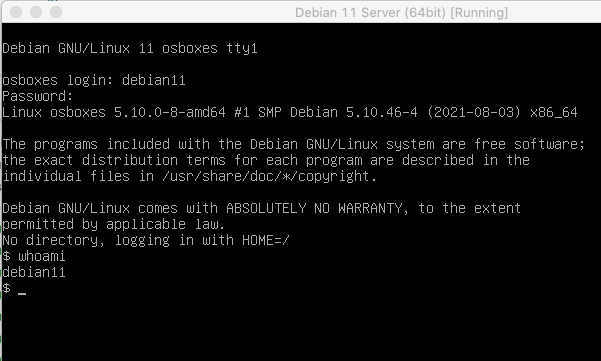 Debian 11 Server (64bit) [Running]
Debian GNU/Linux 11 osboxes tty1
osboxes login: debian11
Password:
Linux osboxes 5.10.0-8-amd64 #1 SMP Debian 5.10.46-4 (2021-08-03) x86_64
The programs included with the Debian GNU/Linux system are free software;
the exact distribution terms for each program are described in the
individual files in /usr/share/doc/*/copyright.
Debian GNU/Linux comes with ABSOLUTELY NO WARRANTY, to the extent
permitted by applicable law.
No directory, logging in with HOME=/
$ whoami
debian11
$ _